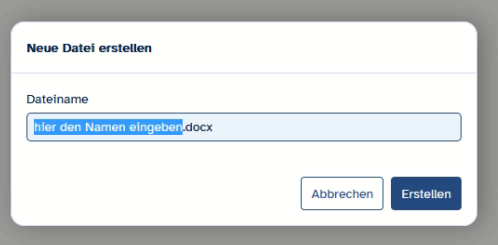 Neue Datei erstellen
Dateiname
hier den Namen eingeben.docx
Abbrechen Erstellen